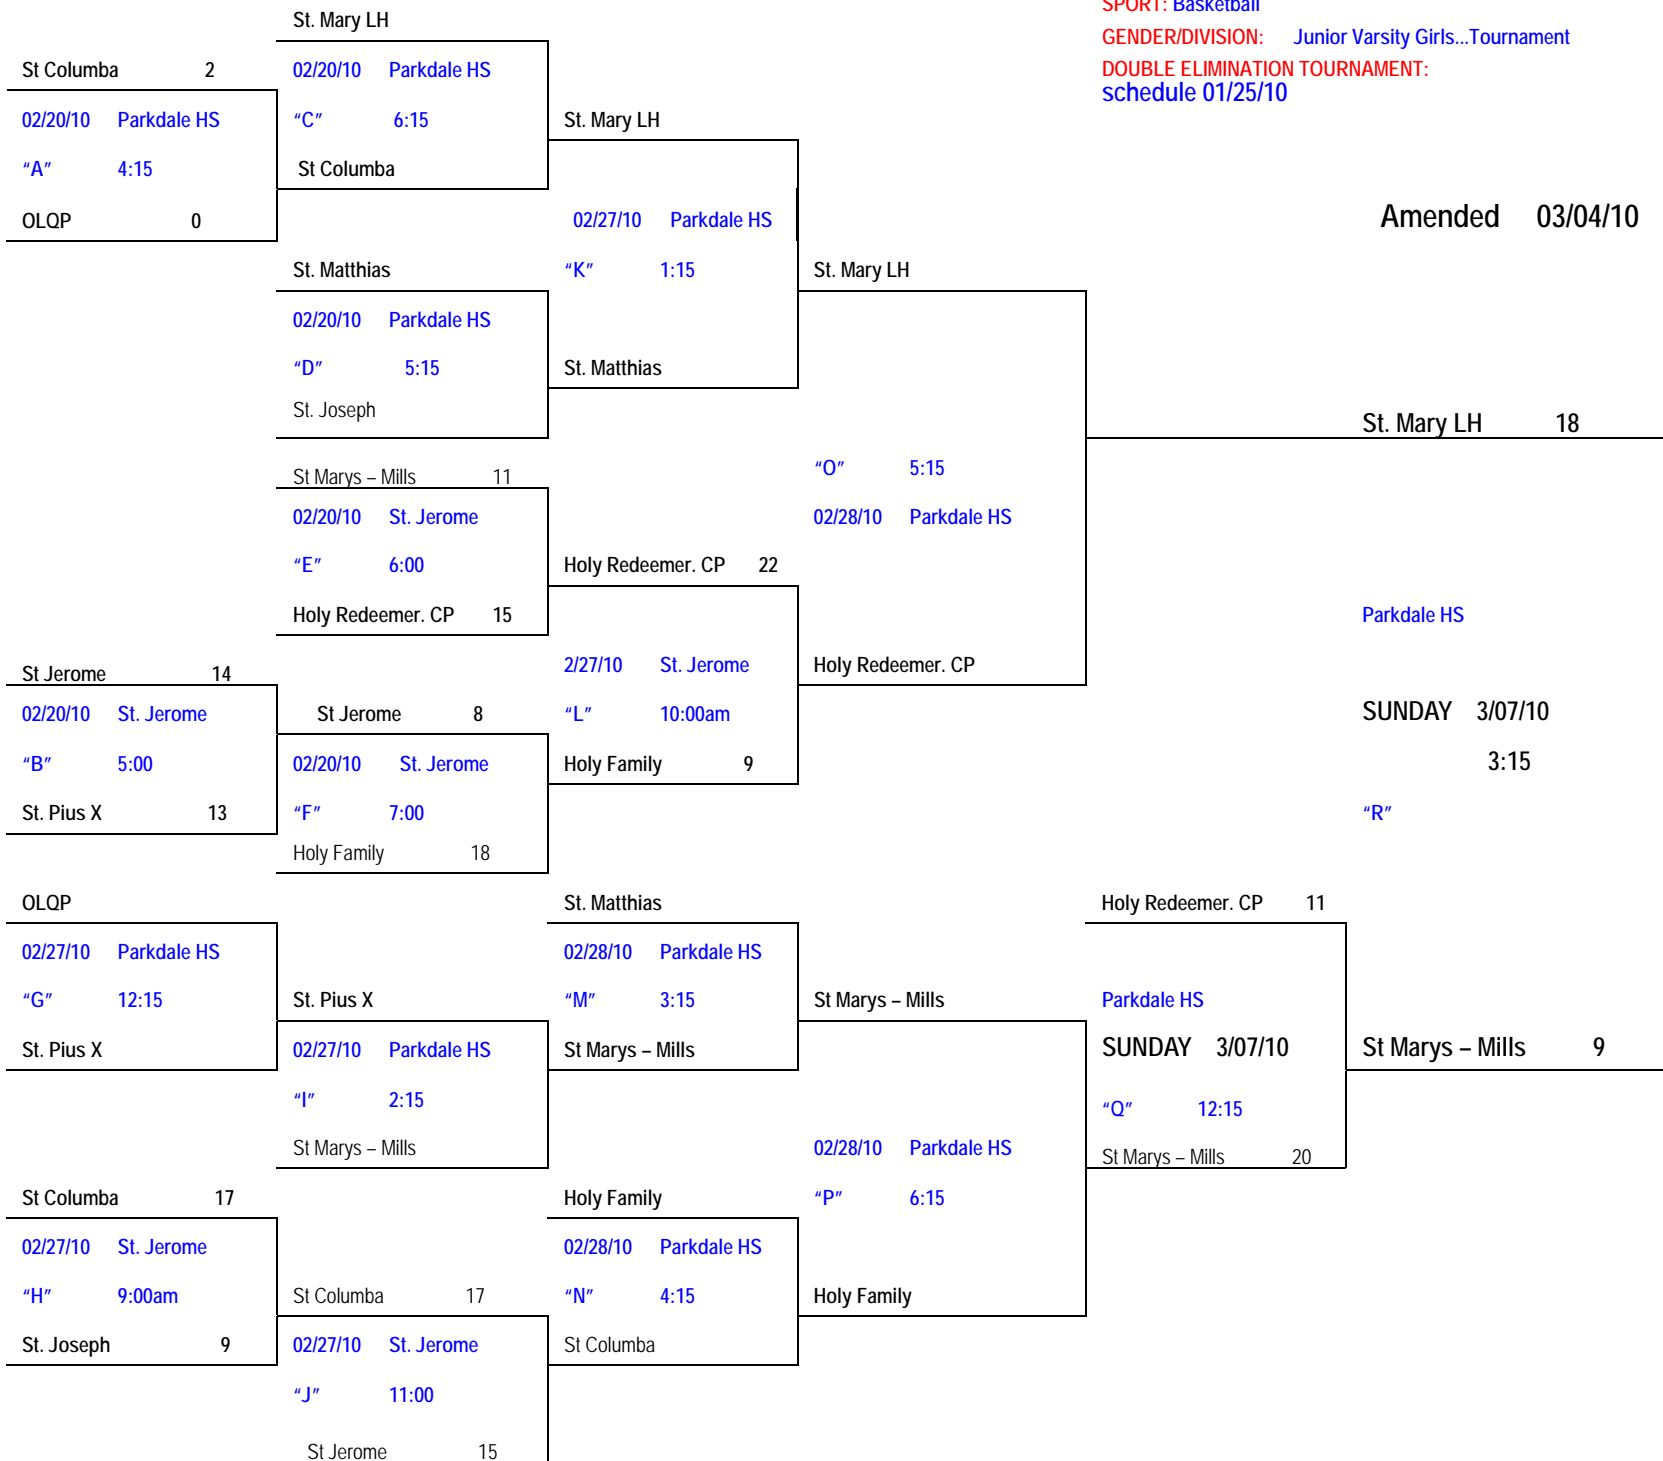 SPORT: Basketball
St. Mary LH
GENDER/DIVISION: Junior Varsity Girls...Tournament
St Columba 2 02/20/10 Parkdale HS DOUBLE ELIMINATION TOURNAMENT:
schedule 01/25/10
02/20/10 Parkdale HS "C" 6:15 St. Mary LH
"A" 4:15 St Columba
OLQP 0 02/27/10 Parkdale HS Amended 03/04/10
St. Matthias "K" 1:15 St. Mary LH
02/20/10 Parkdale HS
"D" 5:15 St. Matthias
St. Joseph
St. Mary LH 18
St Marys – Mills 11 "O" 5:15
02/20/10 St. Jerome 02/28/10 Parkdale HS
"E" 6:00 Holy Redeemer. CP 22
Holy Redeemer. CP 15 Parkdale HS
St Jerome 14 2/27/10 St. Jerome Holy Redeemer. CP
02/20/10 St. Jerome St Jerome 8 "L" 10:00am SUNDAY 3/07/10
"B" 5:00 02/20/10 St. Jerome Holy Family 9 3:15
St. Pius X 13 "F" 7:00 "R"
Holy Family 18
OLQP St. Matthias Holy Redeemer. CP 11
02/27/10 Parkdale HS 02/28/10 Parkdale HS
"G" 12:15 St. Pius X "M" 3:15 St Marys – Mills Parkdale HS
St. Pius X 02/27/10 Parkdale HS St Marys – Mills SUNDAY 3/07/10 St Marys – Mills 9
"I" 2:15 "Q" 12:15
St Marys – Mills 02/28/10 Parkdale HS St Marys – Mills 20
St Columba 17 Holy Family "P" 6:15
02/27/10 St. Jerome 02/28/10 Parkdale HS
"H" 9:00am St Columba 17 "N" 4:15 Holy Family
St. Joseph 9 02/27/10 St. Jerome St Columba
"J" 11:00
St Jerome 15